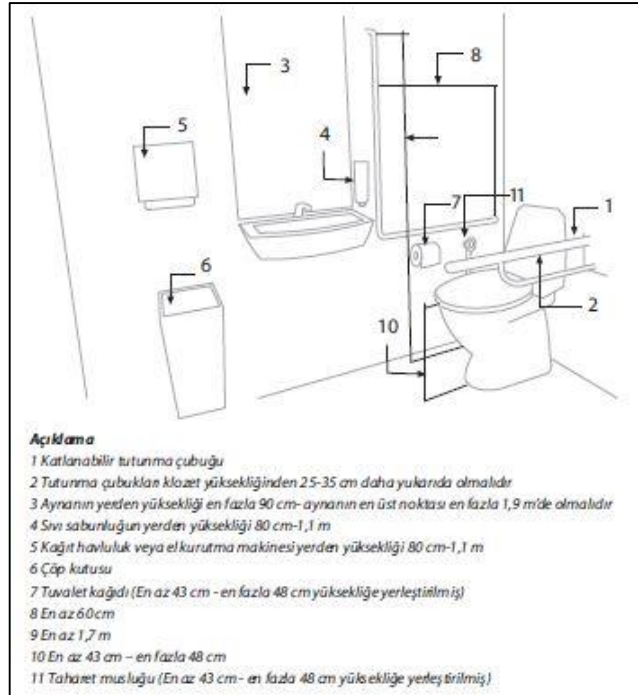 3
8
5
4
7
11
1
6
2
10
Açıklama
1 Katlanabilir tutunma çubuğu
2 Tutunma çubukları klozet yüksekliğinden 25-35 cm daha yukarıda olmalıdır
3 Aynanın yerden yüksekliği en fazla 90 cm- aynanın en üst noktası en fazla 1,9 m'de olmalıdır
4 Sıvı sabunluğun yerden yüksekliği 80 cm-1,1 m
5 Kağıt havluluk veya el kurutma makinesi yerden yüksekliği 80 cm-1,1 m
6 Çöp kutusu
7 Tuvalet kağıdı (En az 43 cm - en fazla 48 cm yüksekliğe yerleştirilmiş)
8 En az 60 cm
9 En az 1,7 m
10 En az 43 cm – en fazla 48 cm
11 Taharet musluğu (En az 43 cm - en fazla 48 cm yüksekliğe yerleştirilmiş)